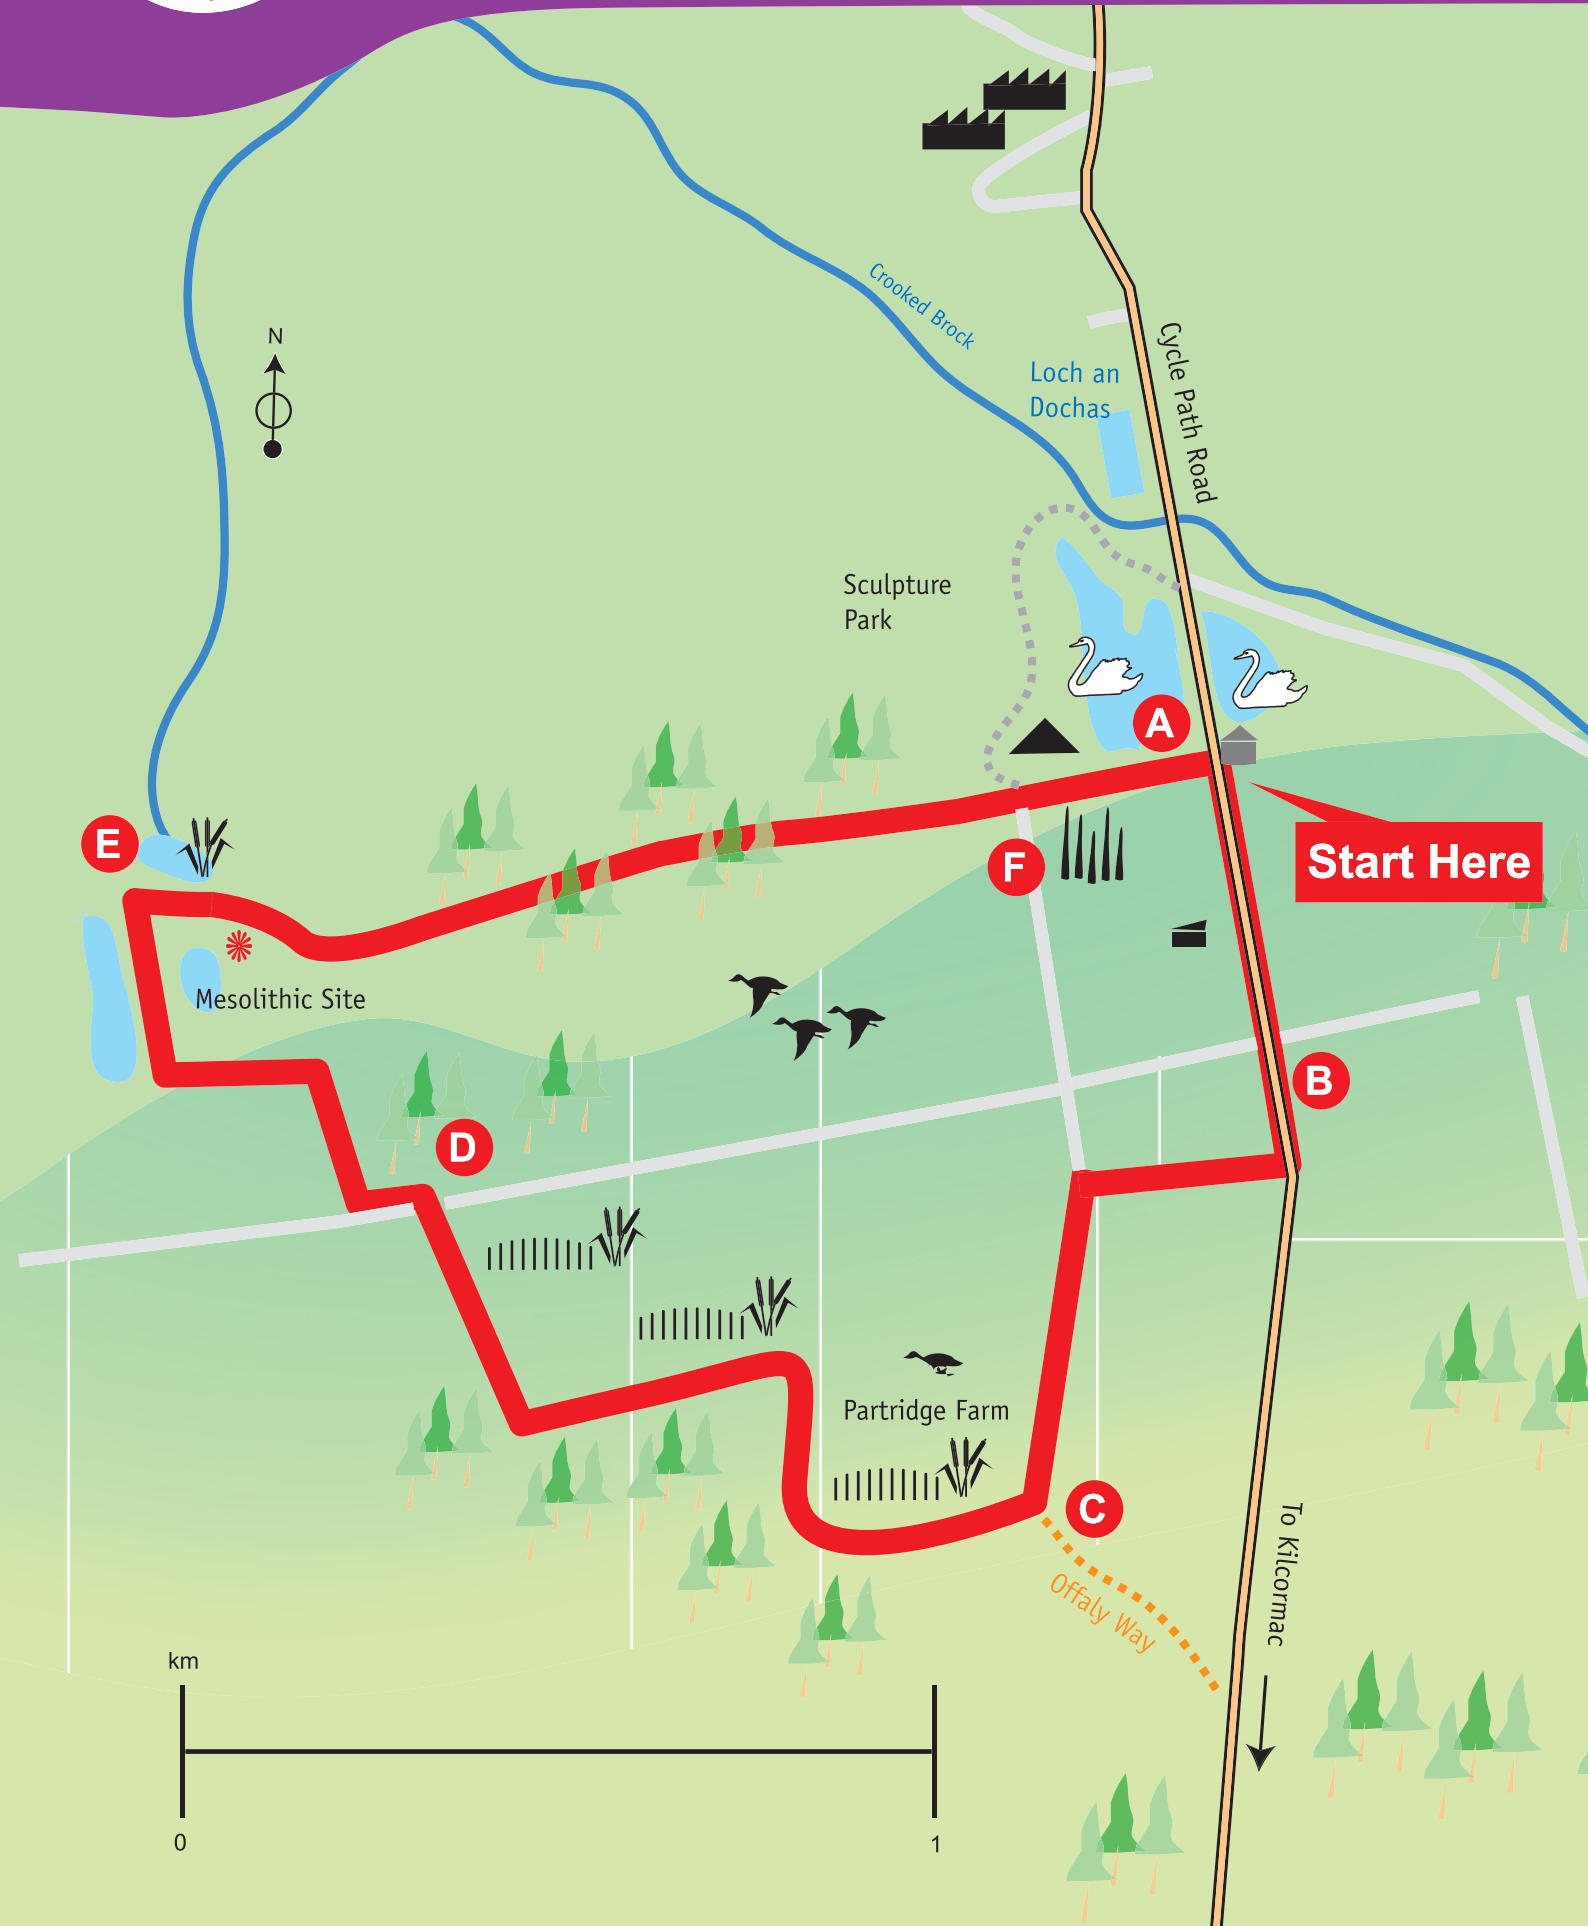 N
Crooked Brock
Loch an
Dochas
Cycle Path Road
Sculpture
Park
A
E
F
Start Here
Mesolithic Site
B
D
Partridge Farm
C
Offaly Way
To Kilcormac
km
0
1